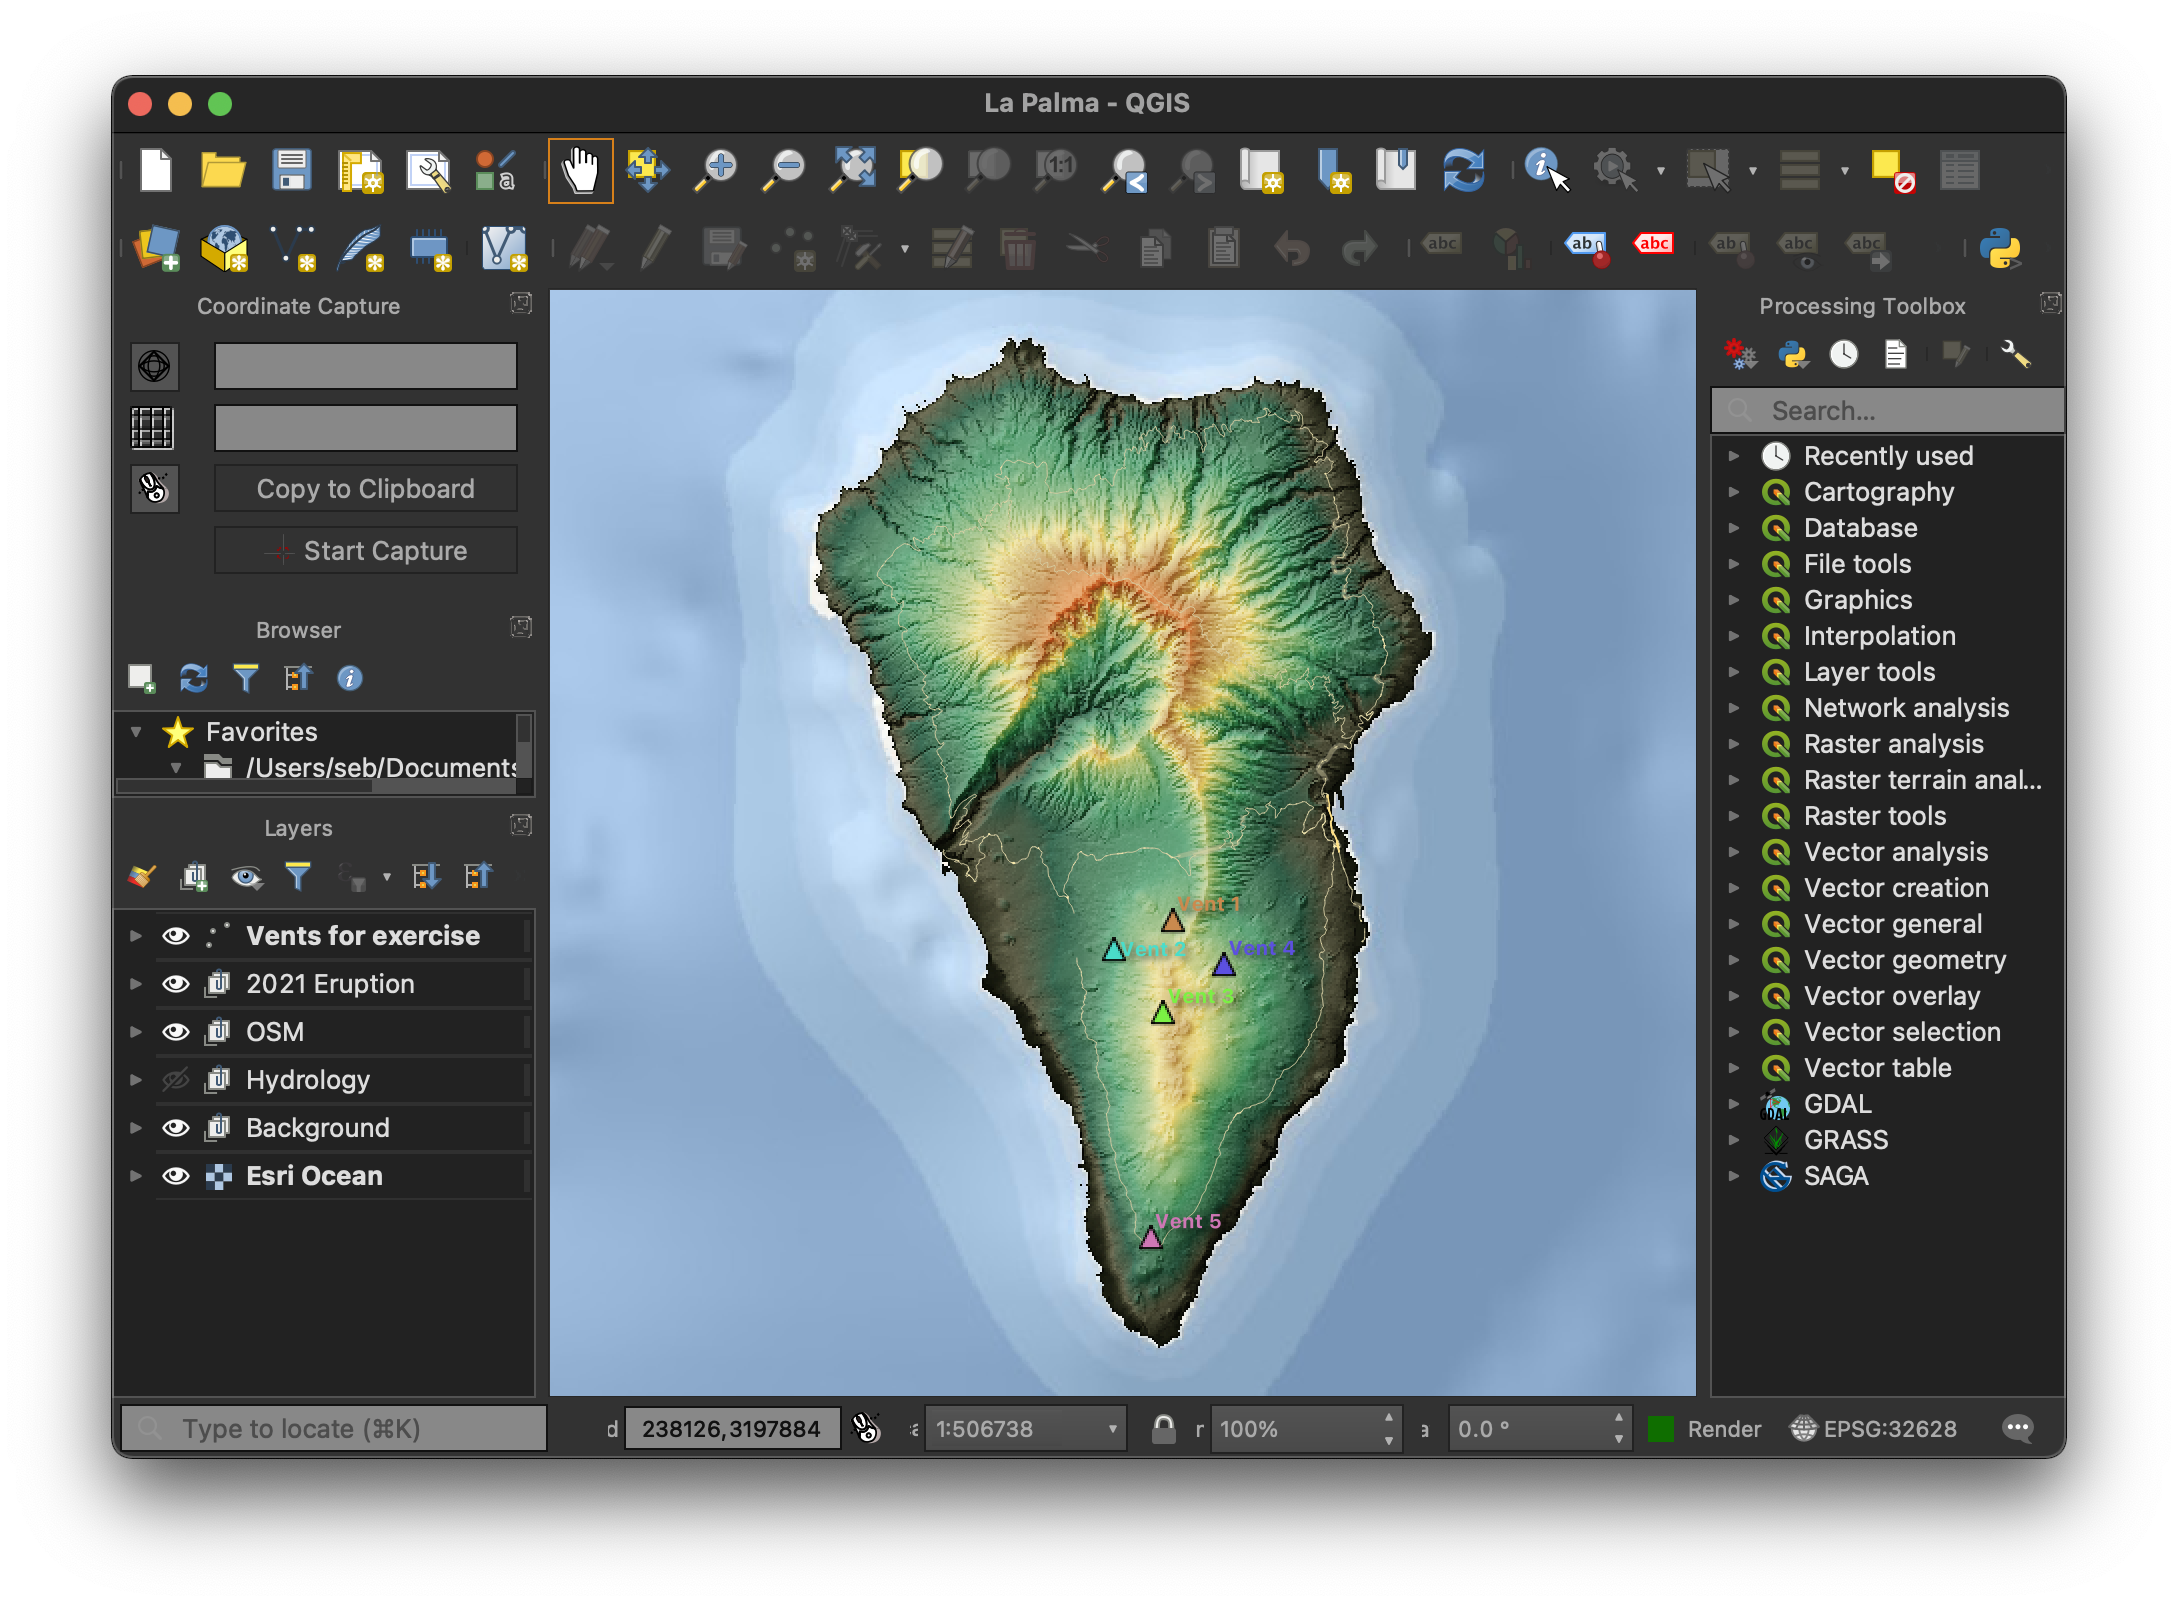 La Palma - QGIS
Coordinate Capture
Copy to Clipboard
Start Capture
Browser
Favorites
/Users/seb/Documents
Layers
Vents for exercise
2021 Eruption
OSM
Hydrology
Background
Esri Ocean
Vent 1
Vent 2
Vent 4
Vent 3
Vent 5
Processing Toolbox
Search...
Recently used
Cartography
Database
File tools
Graphics
Interpolation
Layer tools
Network analysis
Raster analysis
Raster terrain anal...
Raster tools
Vector analysis
Vector creation
Vector general
Vector geometry
Vector overlay
Vector selection
Vector table
GDAL
GRASS
SAGA
Type to locate (⌘K)
238126,3197884
1:506738
100%
0.0 °
Render
EPSG:32628